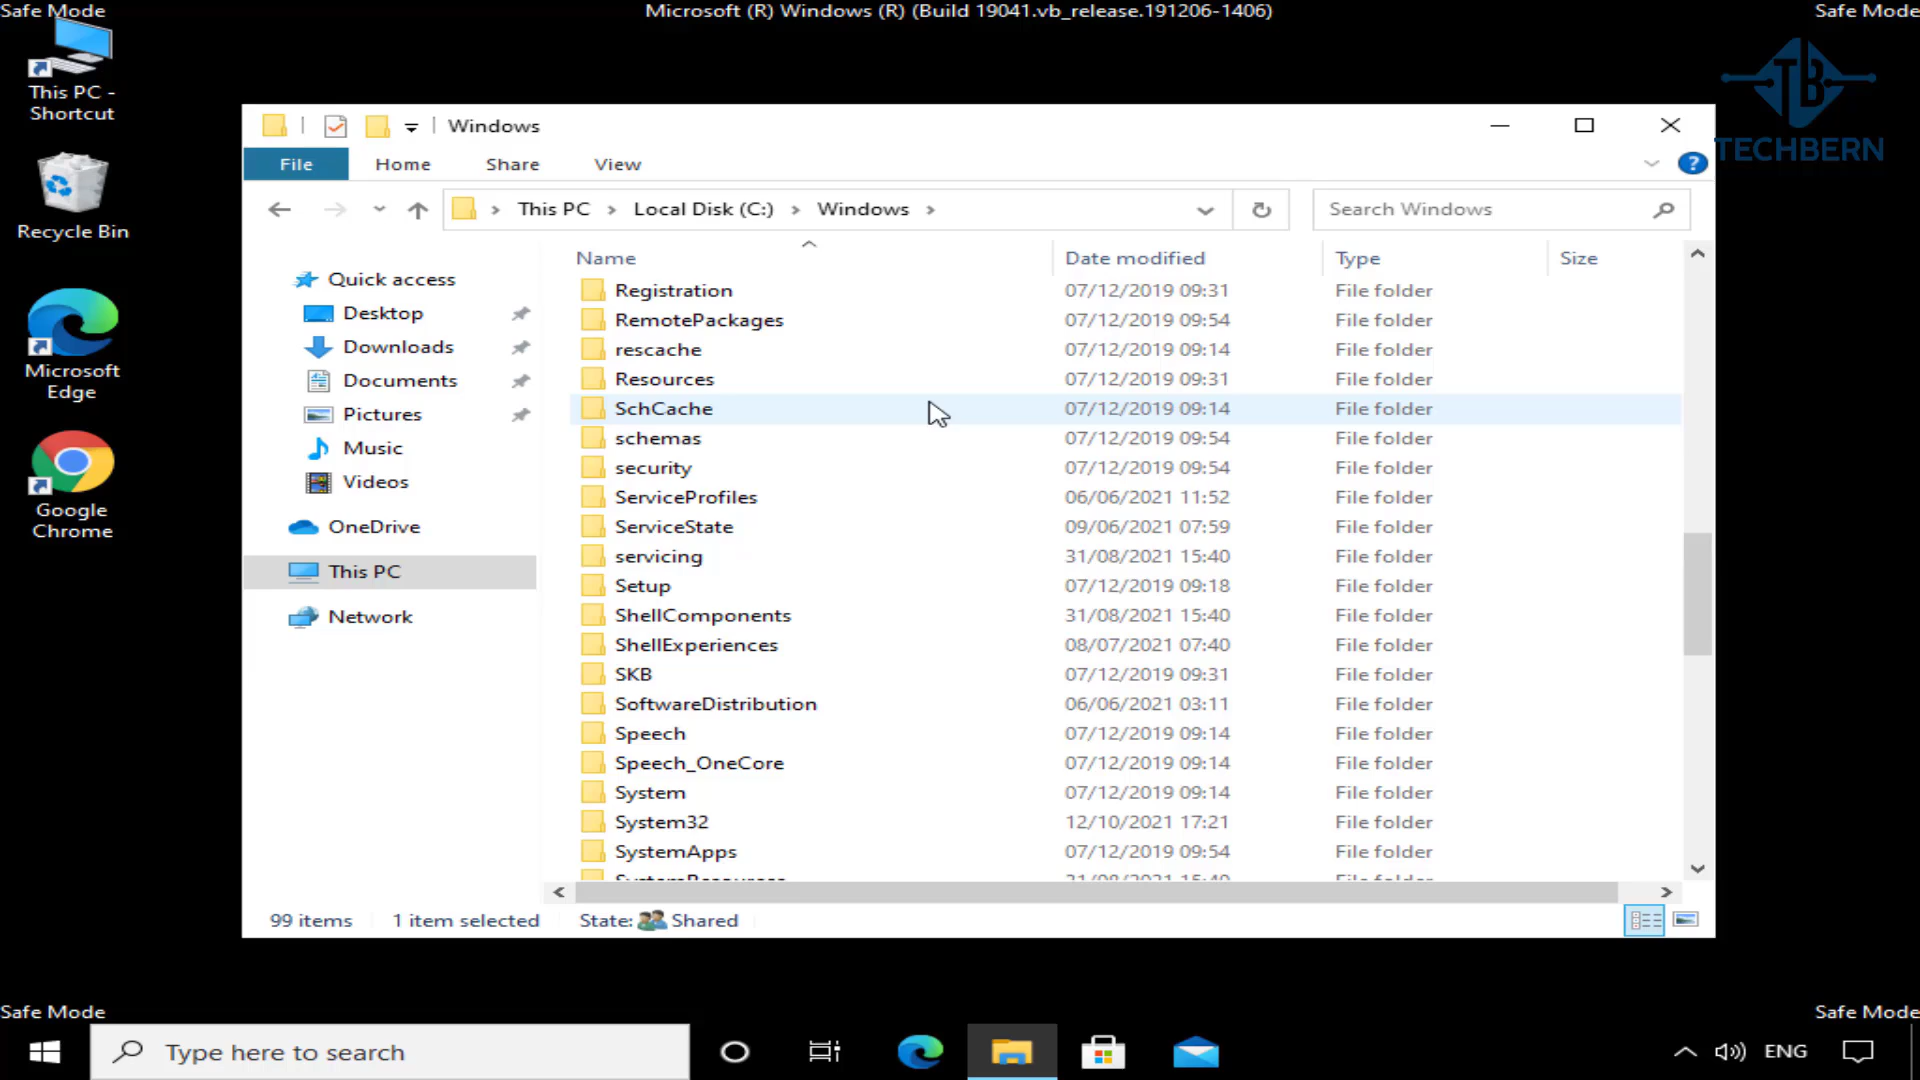 Safe Mode
Microsoft (R) Windows (R) (Build 19041.vb_release.191206-1406)
Safe Mode
This PC -
Shortcut
Recycle Bin
Microsoft
Edge
Google
Chrome
TB
TECHBERN
Windows
File
Home
Share
View
?
This PC
Local Disk (C:)
Windows
Search Windows
Quick access
Desktop
Downloads
Documents
Pictures
Music
Videos
OneDrive
This PC
Network
Name Date modified Type Size
Registration 07/12/2019 09:31 File folder
RemotePackages 07/12/2019 09:54 File folder
rescache 07/12/2019 09:14 File folder
Resources 07/12/2019 09:31 File folder
SchCache 07/12/2019 09:14 File folder
schemas 07/12/2019 09:54 File folder
security 07/12/2019 09:54 File folder
ServiceProfiles 06/06/2021 11:52 File folder
ServiceState 09/06/2021 07:59 File folder
servicing 31/08/2021 15:40 File folder
Setup 07/12/2019 09:18 File folder
ShellComponents 31/08/2021 15:40 File folder
ShellExperiences 08/07/2021 07:40 File folder
SKB 07/12/2019 09:31 File folder
SoftwareDistribution 06/06/2021 03:11 File folder
Speech 07/12/2019 09:14 File folder
Speech_OneCore 07/12/2019 09:14 File folder
System 07/12/2019 09:14 File folder
System32 12/10/2021 17:21 File folder
SystemApps 07/12/2019 09:54 File folder
SystemResources 31/08/2021 15:40 File folder
99 items
1 item selected
State: Shared
Safe Mode
Safe Mode
Type here to search
ENG